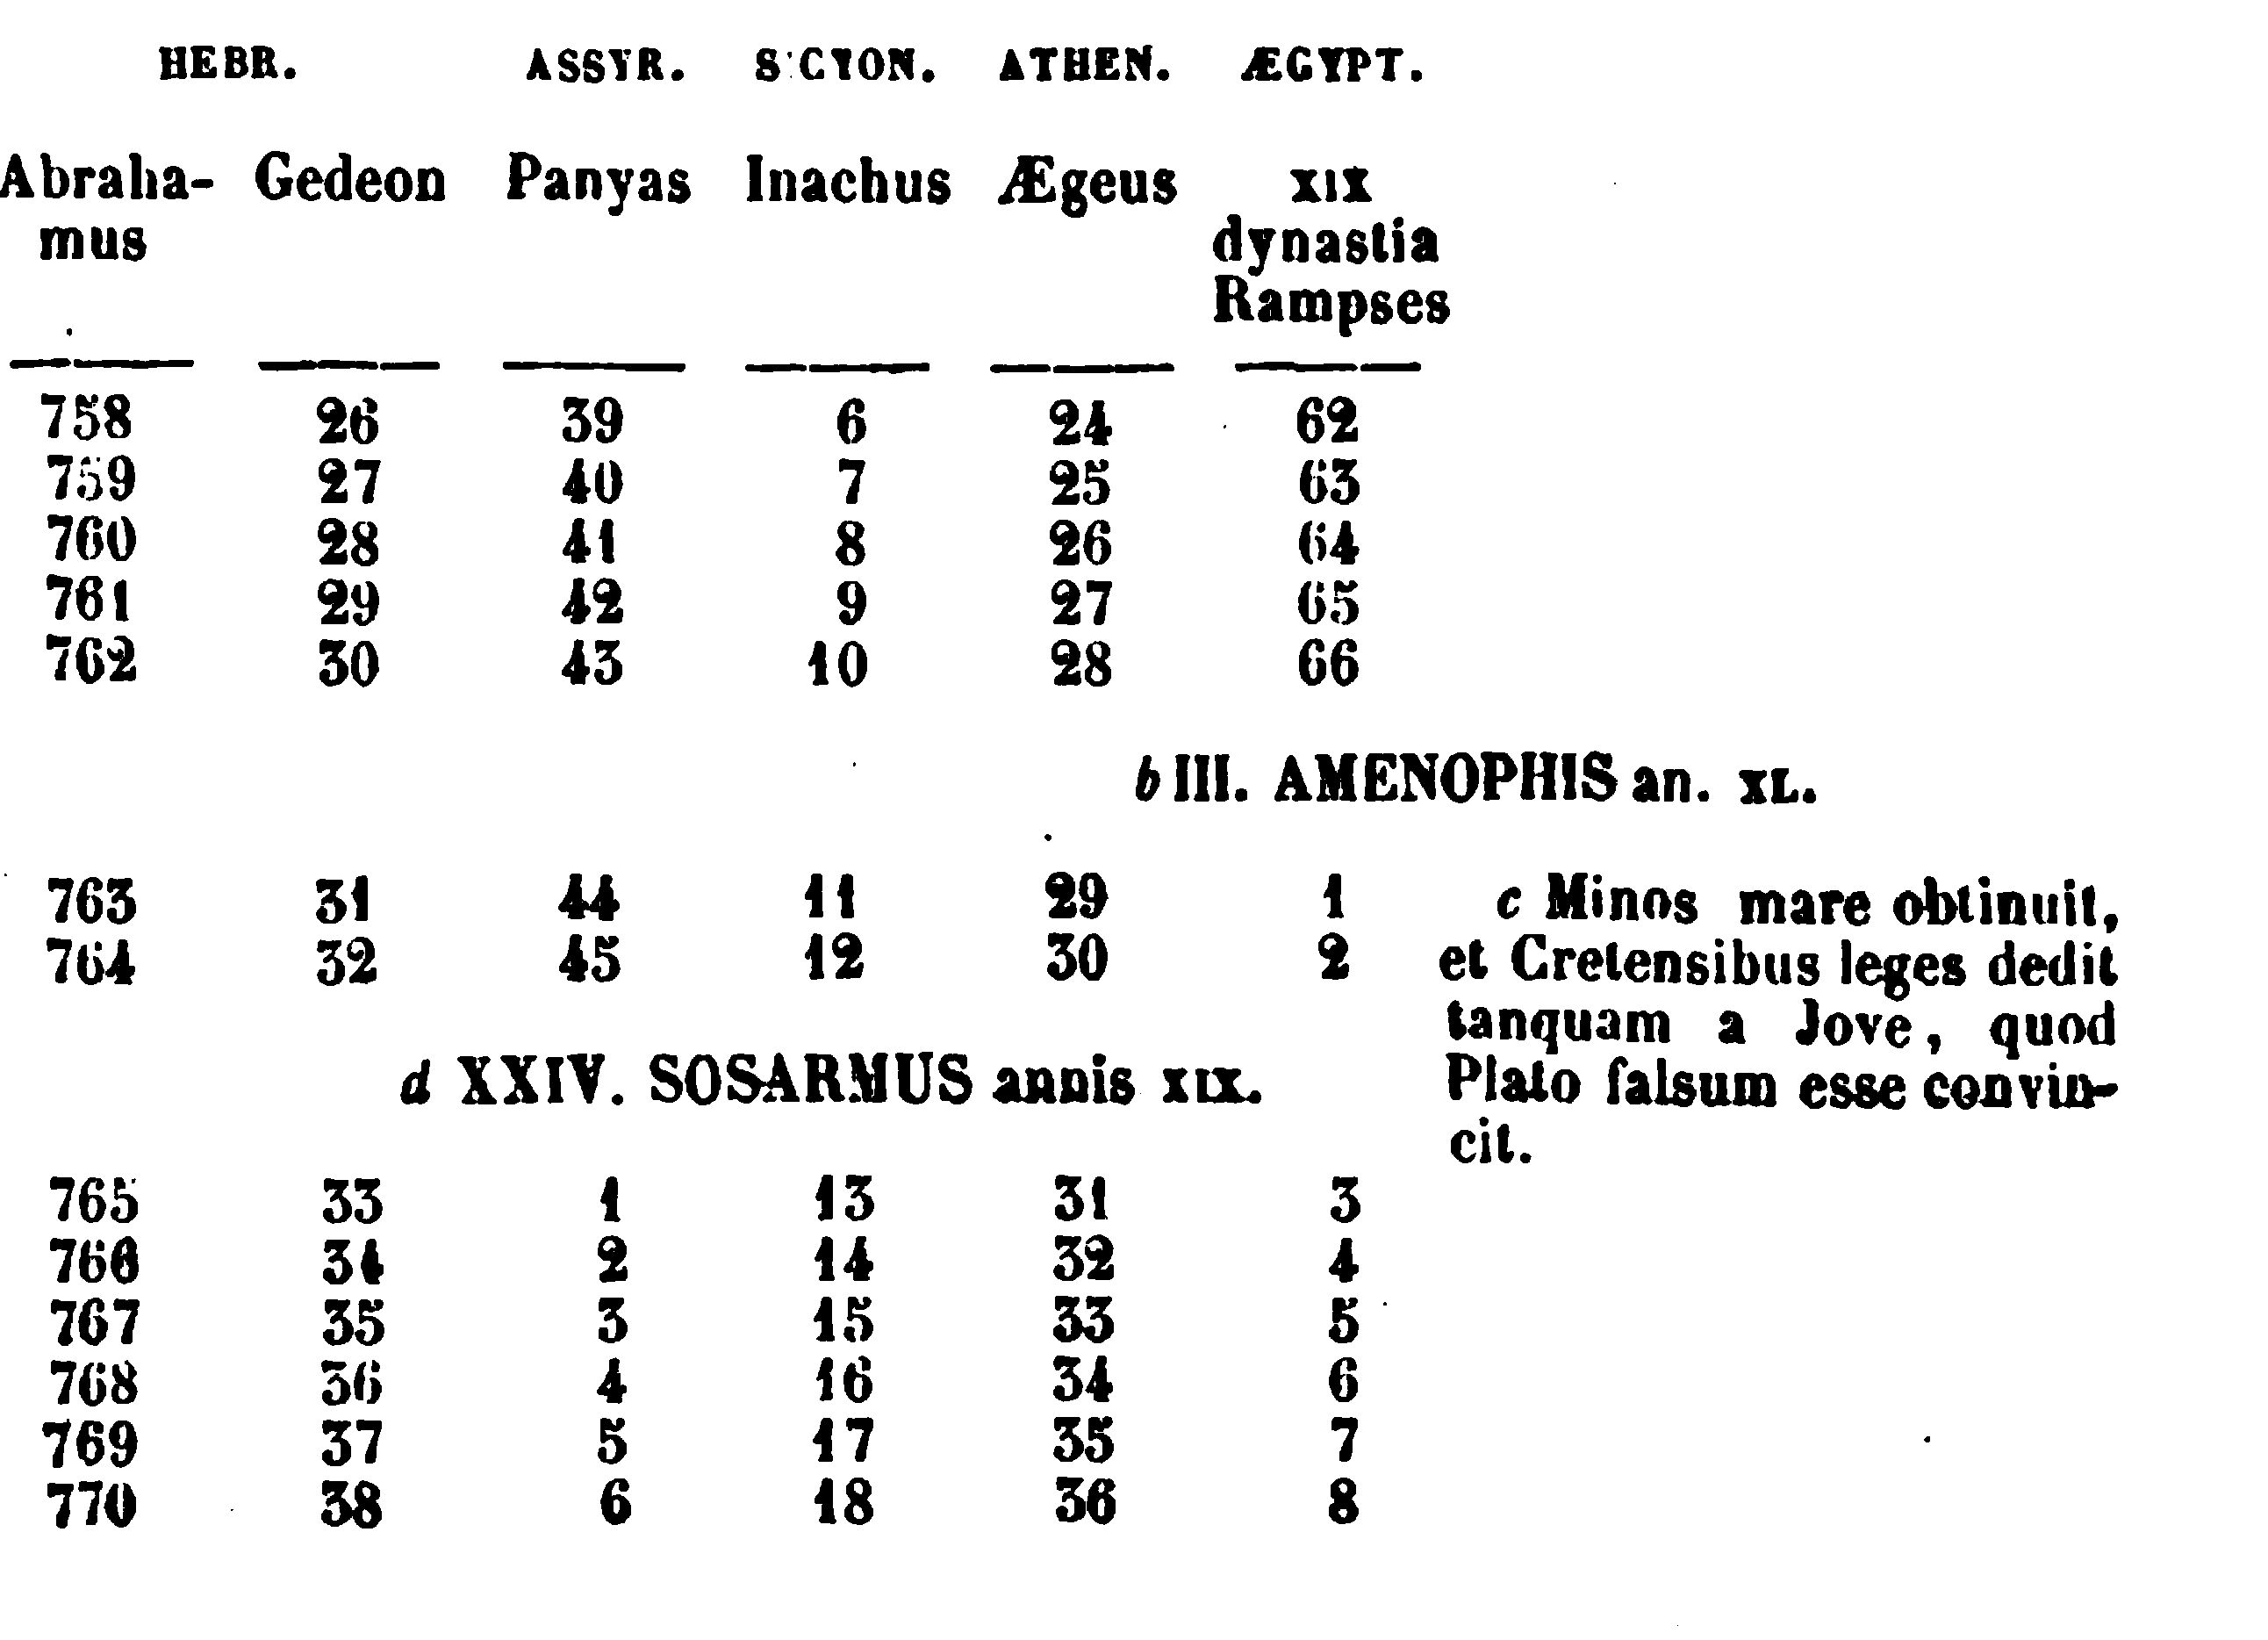 HEBR. ASSYR. S'CYON. ATHEN. ÆGYPT.
Abraha- Gedeon Panyas Inachus Ægeus XIX
mus dynastia
Rampses
758 26 39 6 24 62
759 27 40 7 25 63
760 28 41 8 26 64
761 29 42 9 27 65
762 30 43 10 28 66
b III. AMENOPHIS an. XL.
763 31 44 11 29 1 c Minos mare obtinuit,
764 32 45 12 30 2 et Cretensibus leges dedit
tanquam a Jove, quod
d XXIV. SOSARMUS annis XIX. Plato falsum esse convin-
cit.
765 33 1 13 31 3
766 34 2 14 32 4
767 35 3 15 33 5
768 36 4 16 34 6
769 37 5 17 35 7
770 38 6 18 36 8